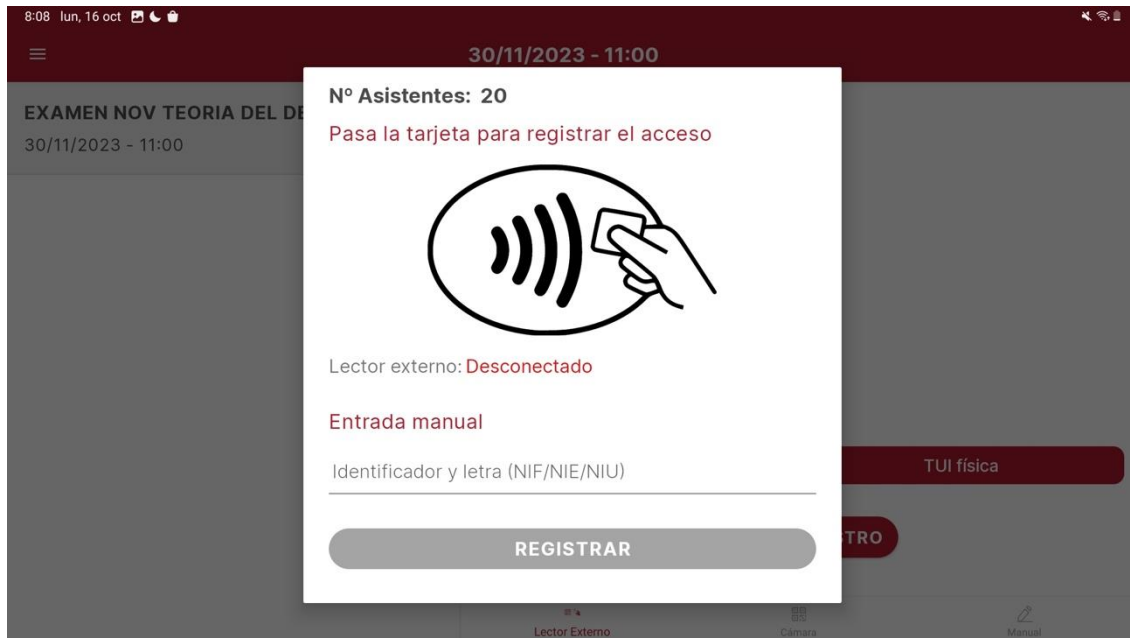 8:08 lun, 16 oct
30/11/2023 - 11:00
EXAMEN NOV TEORIA DEL DE
30/11/2023 - 11:00
Nº Asistentes: 20
Pasa la tarjeta para registrar el acceso
Lector externo: Desconectado
Entrada manual
Identificador y letra (NIF/NIE/NIU)
REGISTRAR
TUI física
TRO
Lector Externo
Cámara
Manual